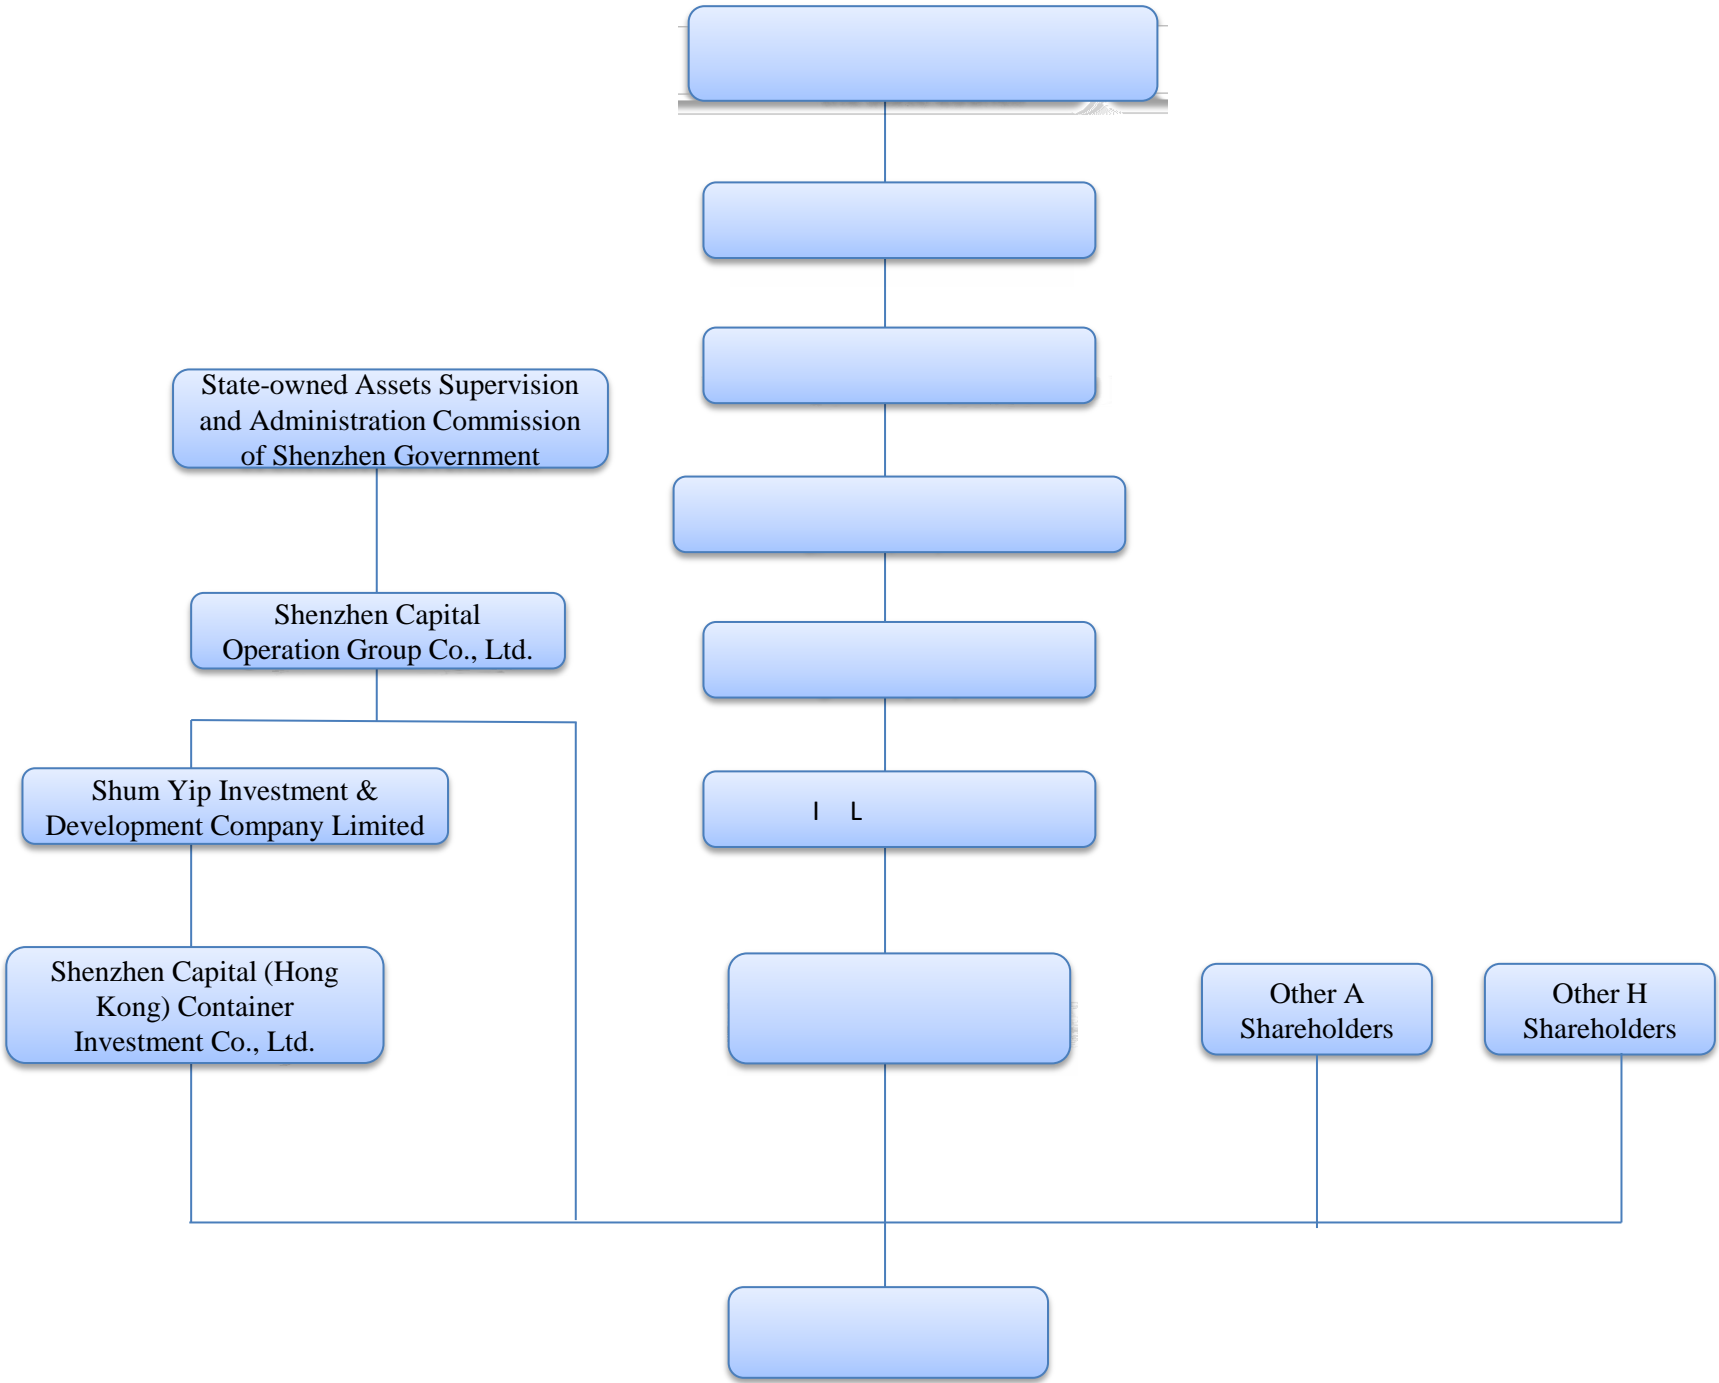 State-owned Assets Supervision
and Administration Commission
of Shenzhen Government
Shenzhen Capital
Operation Group Co., Ltd.
Shum Yip Investment &
Development Company Limited
I L
Shenzhen Capital (Hong
Kong) Container
Investment Co., Ltd.
Other A
Shareholders
Other H
Shareholders